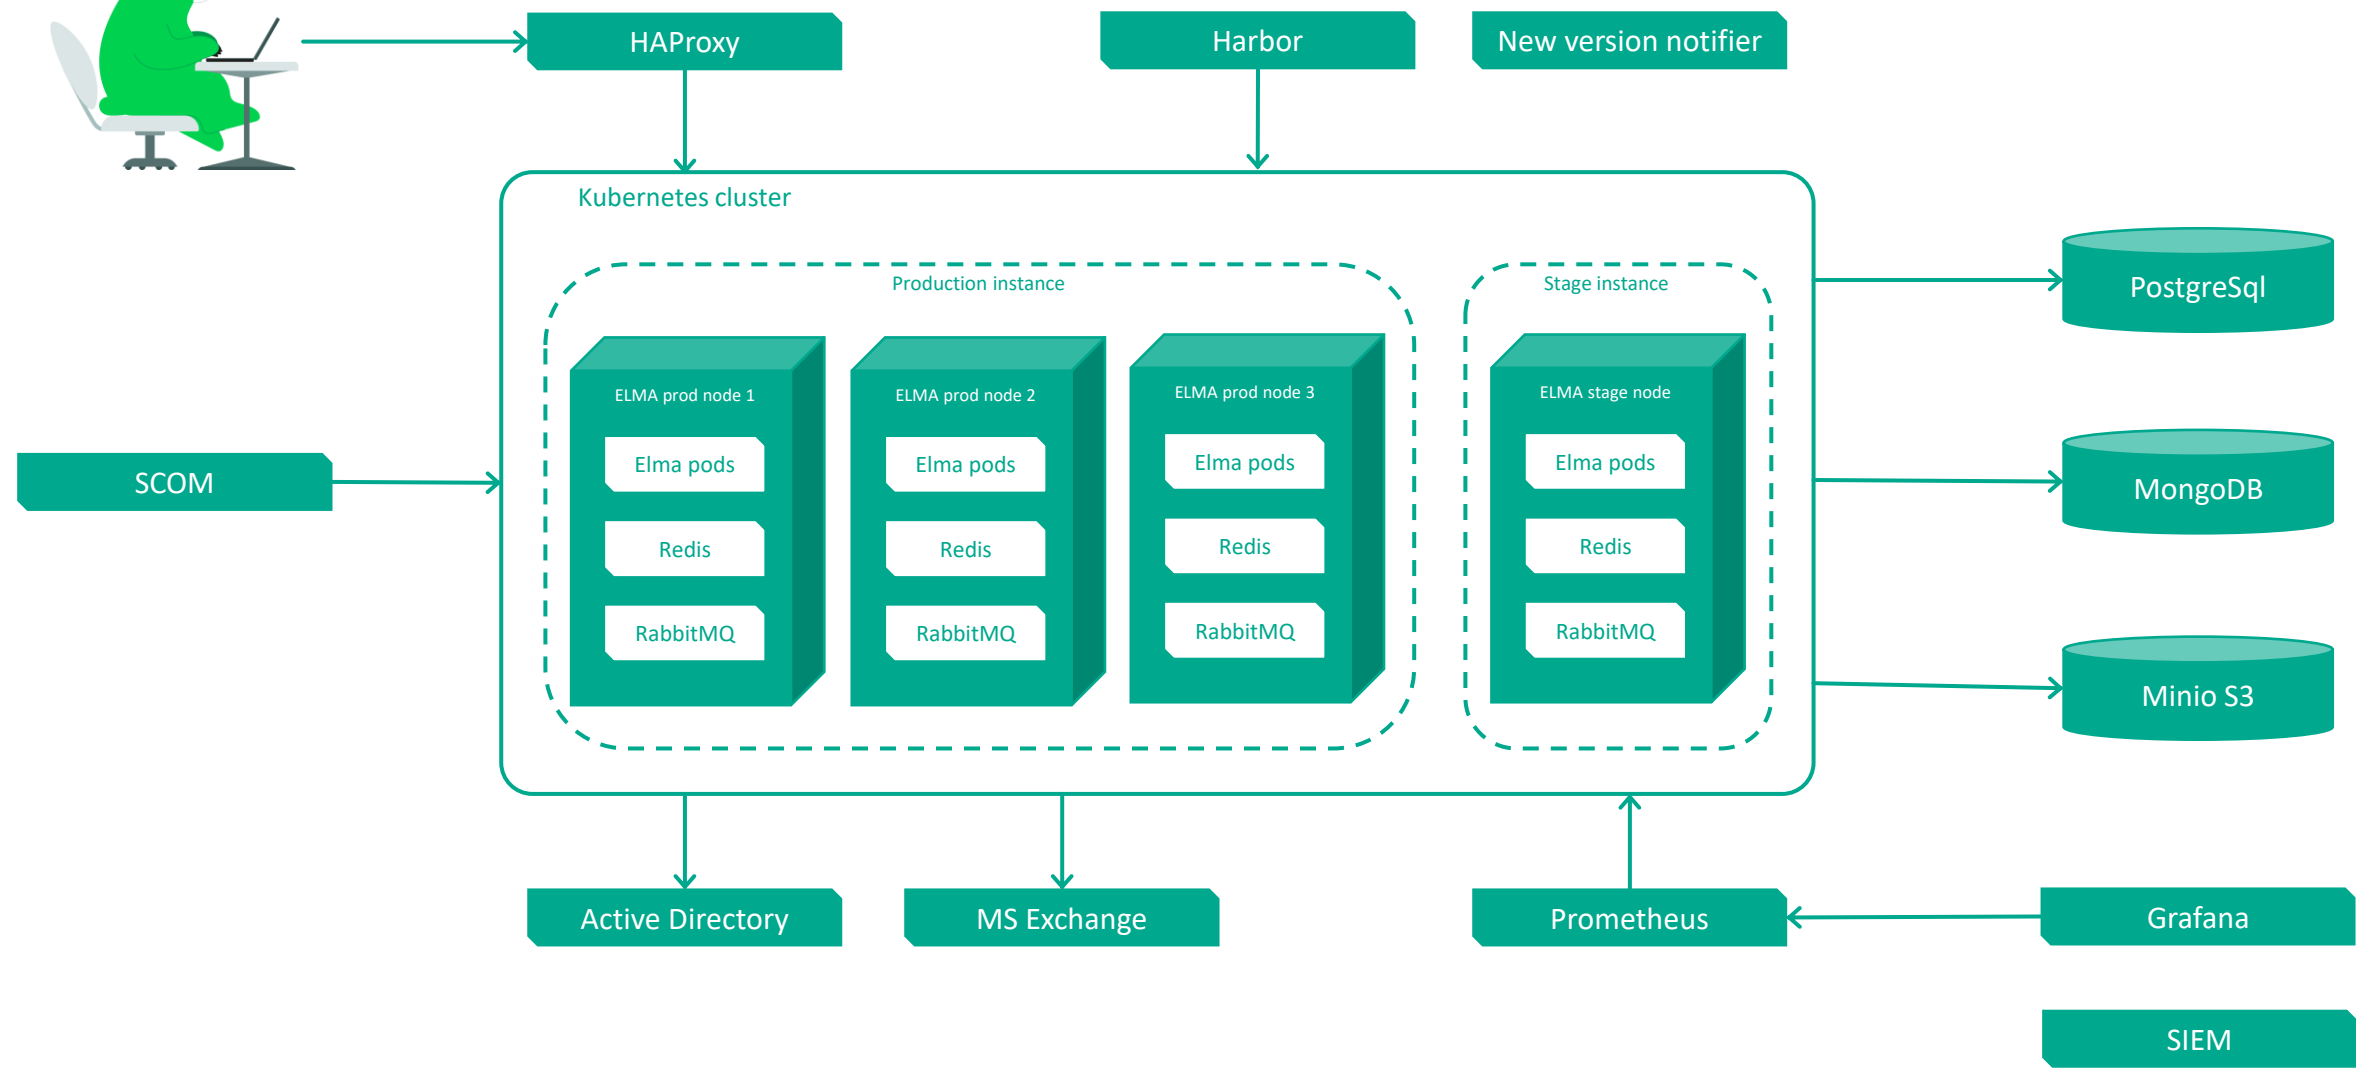 HAProxy
Harbor
New version notifier
Kubernetes cluster
Production instance
Stage instance
ELMA prod node 1
Elma pods
Redis
RabbitMQ
ELMA prod node 2
Elma pods
Redis
RabbitMQ
ELMA prod node 3
Elma pods
Redis
RabbitMQ
ELMA stage node
Elma pods
Redis
RabbitMQ
SCOM
PostgreSql
MongoDB
Minio S3
Active Directory
MS Exchange
Prometheus
Grafana
SIEM